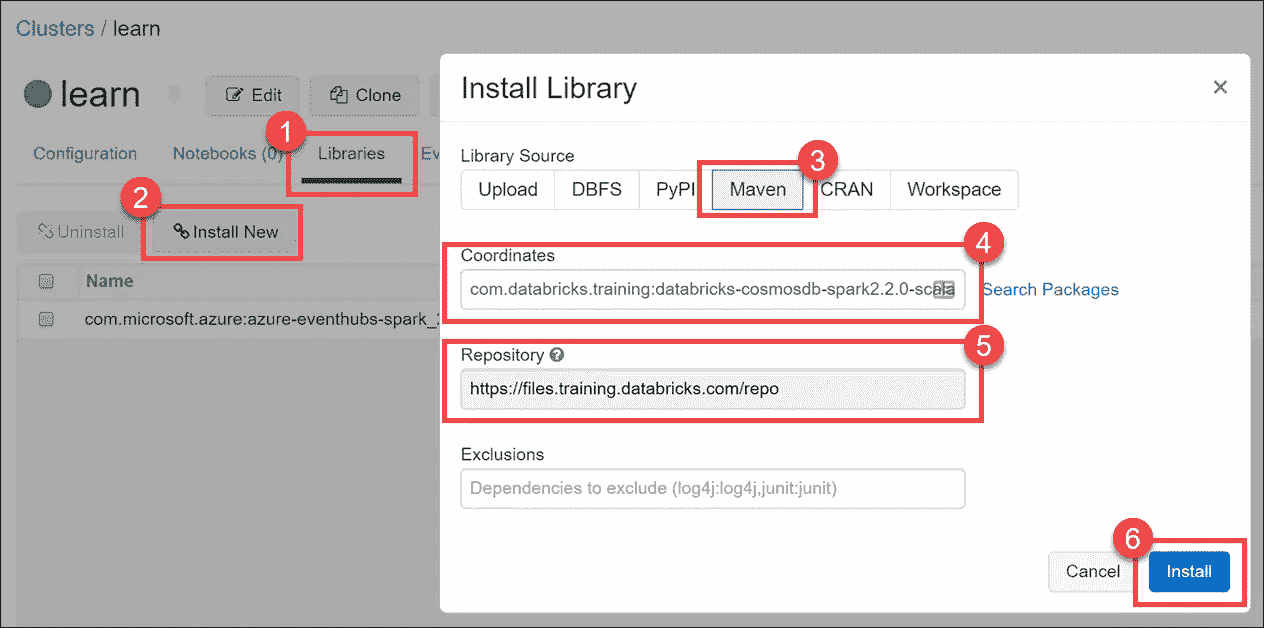 Clusters / learn
learn
Edit
Clone
1
Configuration
Notebooks (0)
Libraries
Ev
2
Uninstall
Install New
Name
com.microsoft.azure:azure-eventhubs-spark_2
Install Library
×
Library Source
3
Upload
DBFS
PyPI
Maven
CRAN
Workspace
4
Coordinates
com.databricks.training:databricks-cosmosdb-spark2.2.0-scala
Search Packages
5
Repository ?
https://files.training.databricks.com/repo
Exclusions
Dependencies to exclude (log4j:log4j,junit:junit)
6
Cancel
Install